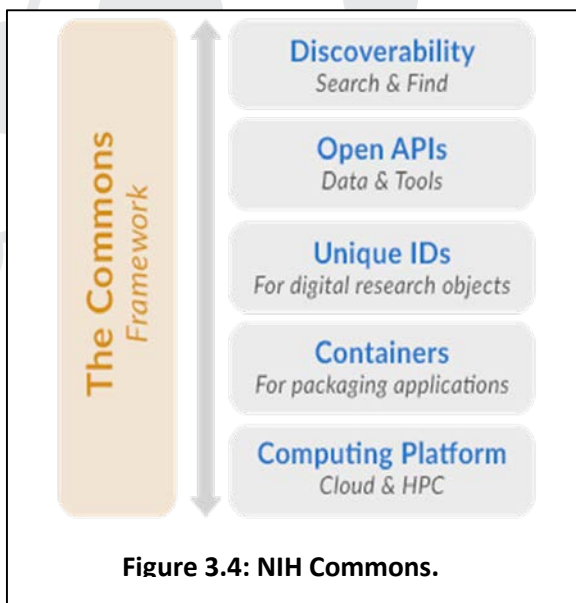 The Commons
Framework
Discoverability
Search & Find
Open APIs
Data & Tools
Unique IDs
For digital research objects
Containers
For packaging applications
Computing Platform
Cloud & HPC
Figure 3.4: NIH Commons.